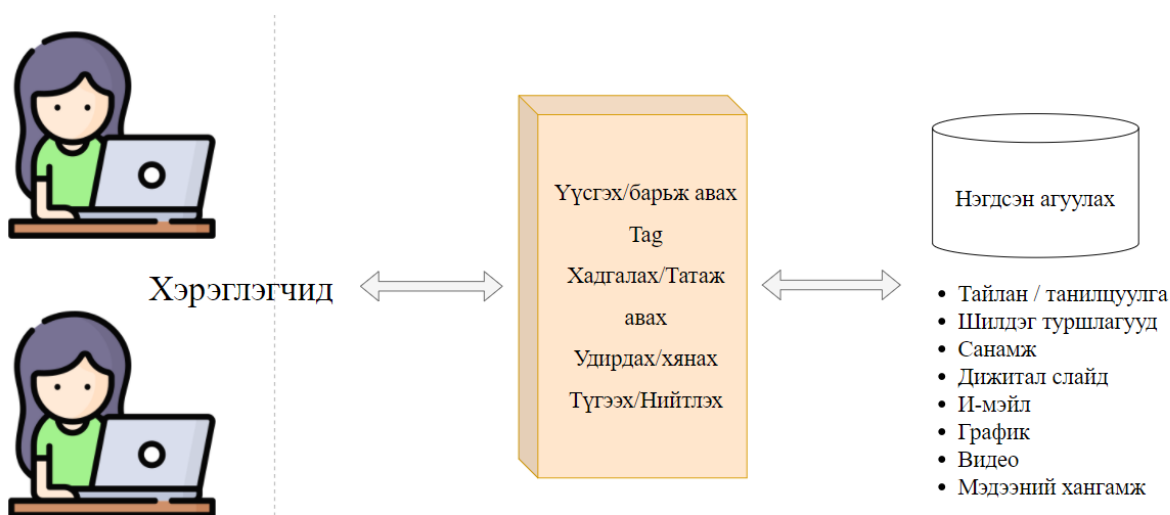 Хэрэглэгчид
Үүсгэх/барьж авах
Tag
Хадгалах/Татаж
авах
Удирдах/хянах
Түгээх/Нийтлэх
Нэгдсэн агуулах
• Тайлан / танилцуулга
• Шилдэг туршлагууд
• Санамж
• Дижитал слайд
• И-мэйл
• График
• Видео
• Мэдээний хангамж